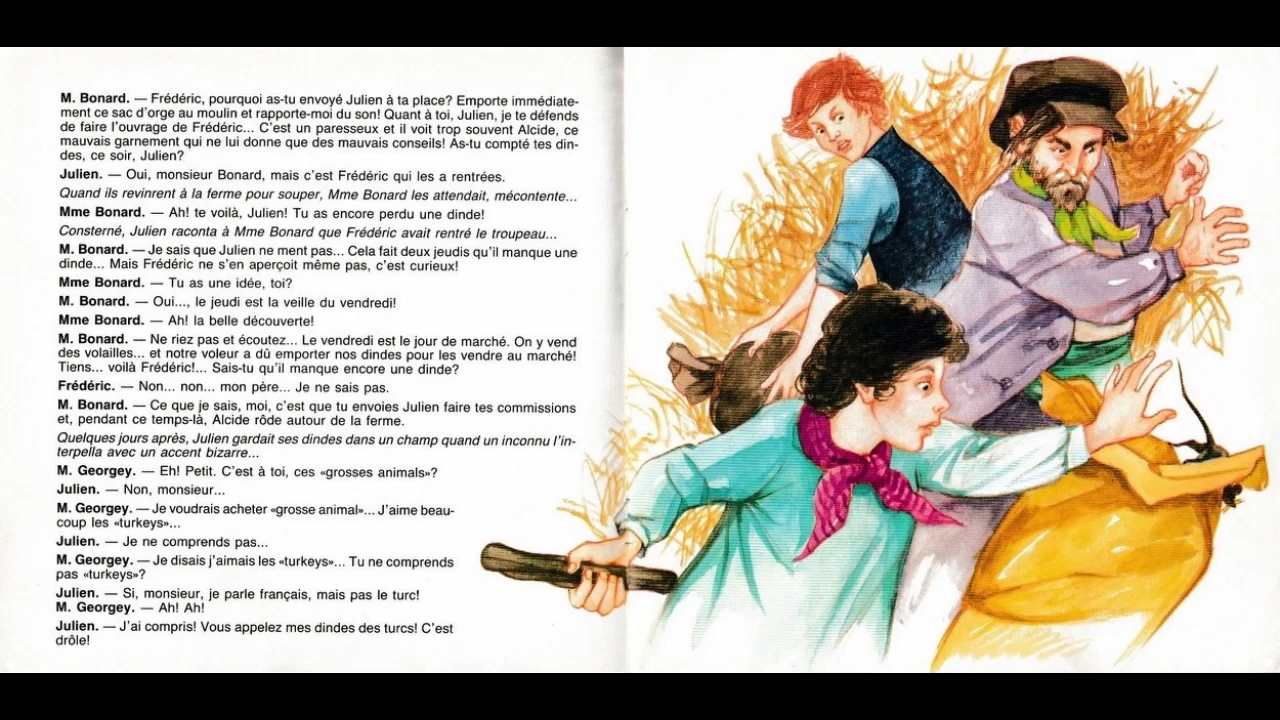 M. Bonard. — Frédéric, pourquoi as-tu envoyé Julien à ta place? Emporte immédiate-
ment ce sac d'orge au moulin et rapporte-moi du son! Quant à toi, Julien, je te défends
de faire l'ouvrage de Frédéric... C'est un paresseux et il voit trop souvent Alcide, ce
mauvais garnement qui ne lui donne que des mauvais conseils! As-tu compté tes din-
des, ce soir, Julien?
Julien. — Oui, monsieur Bonard, mais c'est Frédéric qui les a rentrées.
Quand ils revinrent à la ferme pour souper, Mme Bonard les attendait, mécontente...
Mme Bonard. — Ah! te voilà, Julien! Tu as encore perdu une dinde!
Consterné, Julien raconta à Mme Bonard que Frédéric avait rentré le troupeau...
M. Bonard. — Je sais que Julien ne ment pas... Cela fait deux jeudis qu'il manque une
dinde... Mais Frédéric ne s'en aperçoit même pas, c'est curieux!
Mme Bonard. — Tu as une idée, toi?
M. Bonard. — Oui..., le jeudi est la veille du vendredi!
Mme Bonard. — Ah! la belle découverte!
M. Bonard. — Ne riez pas et écoutez... Le vendredi est le jour de marché. On y vend
des volailles... et notre voleur a dû emporter nos dindes pour les vendre au marché!
Tiens... voilà Frédéric!... Sais-tu qu'il manque encore une dinde?
Frédéric. — Non... non... mon père... Je ne sais pas.
M. Bonard. — Ce que je sais, moi, c'est que tu envoies Julien faire tes commissions
et, pendant ce temps-là, Alcide rôde autour de la ferme.
Quelques jours après, Julien gardait ses dindes dans un champ quand un inconnu l'in-
terpella avec un accent bizarre...
M. Georgey. — Eh! Petit. C'est à toi, ces «grosses animals»?
Julien. — Non, monsieur...
M. Georgey. — Je voudrais acheter «grosse animal»... J'aime beau-
coup les «turkeys»...
Julien. — Je ne comprends pas...
M. Georgey. — Je disais j'aimais les «turkeys»... Tu ne comprends
pas «turkeys»?
Julien. — Si, monsieur, je parle français, mais pas le turc!
M. Georgey. — Ah! Ah!
Julien. — J'ai compris! Vous appelez mes dindes des turcs! C'est
drôle!